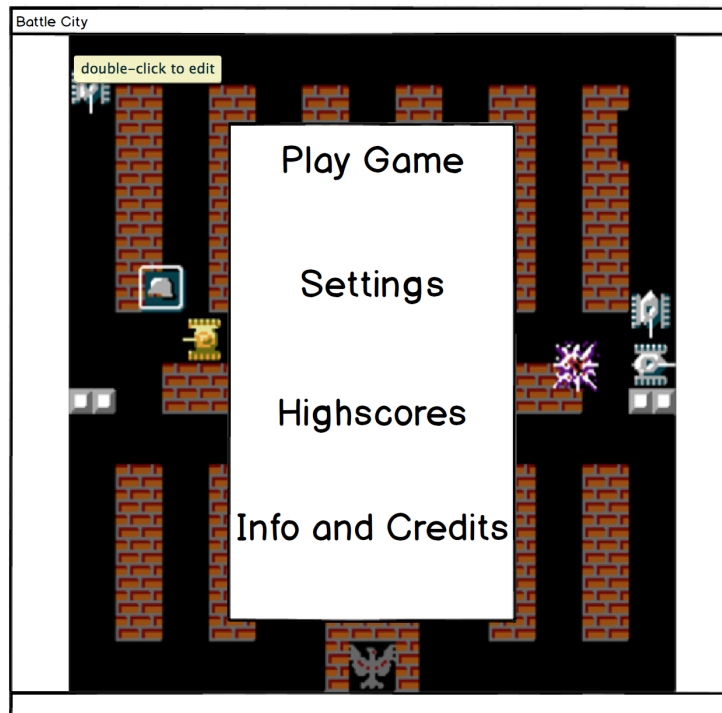 Battle City
double-click to edit
Play Game
Settings
Highscores
Info and Credits